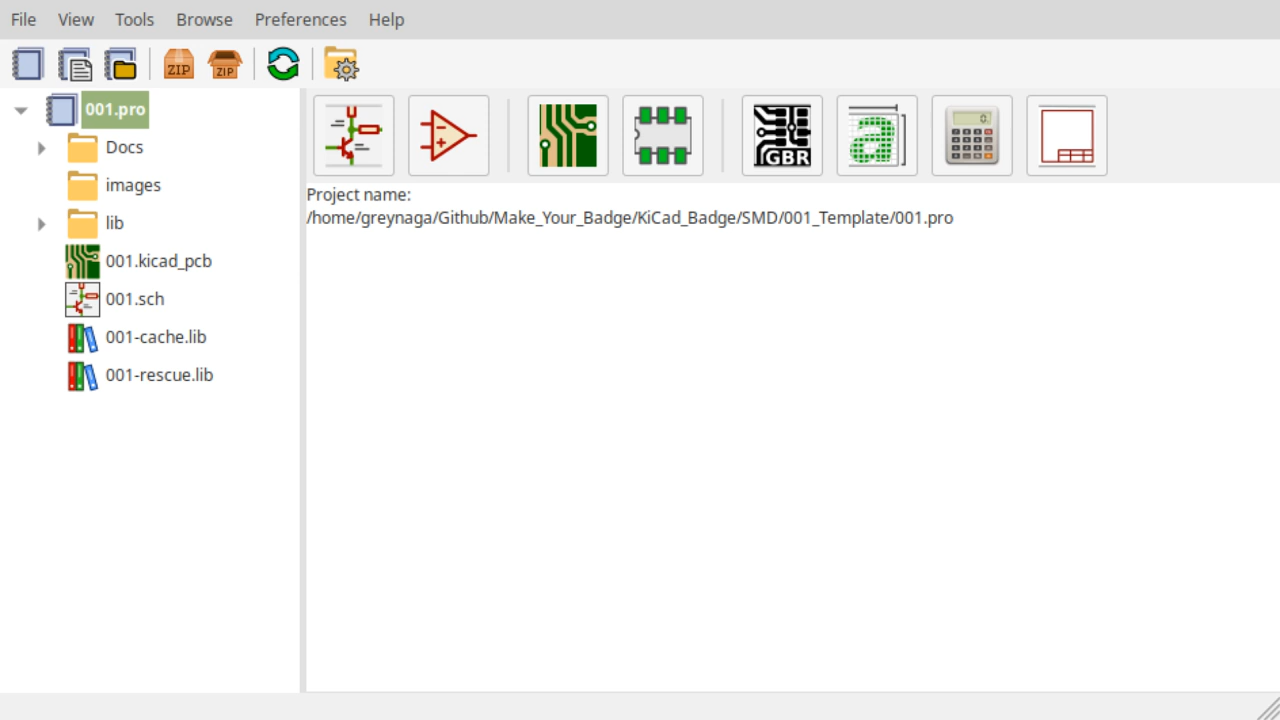 File View Tools Browse Preferences Help
ZIP ZIP
001.pro
Docs
images
lib
001.kicad_pcb
001.sch
001-cache.lib
001-rescue.lib
GBR a 0.
Project name:
/home/greynaga/Github/Make_Your_Badge/KiCad_Badge/SMD/001_Template/001.pro